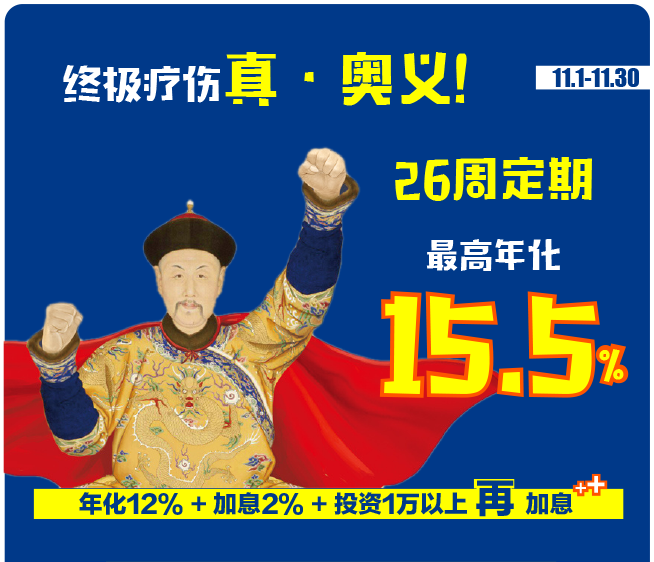 终极疗伤真·奥义!
11.1-11.30
26周定期
最高年化
15.5%
年化12% + 加息2% + 投资1万以上 再 加息++